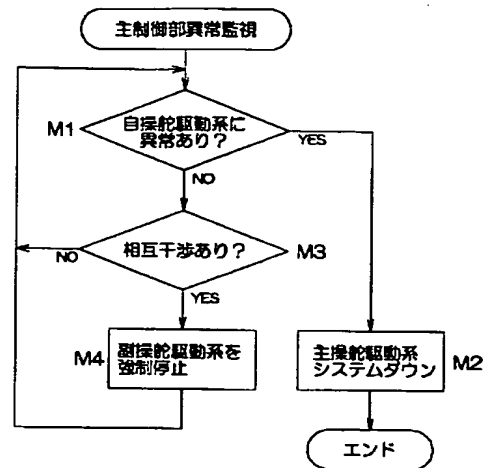 主制御部異常監視
M1
自操舵駆動系に
異常あり?
YES
NO
相互干渉あり?
M3
NO
YES
M4
副操舵駆動系を
強制停止
主操舵駆動系
システムダウン
M2
エンド